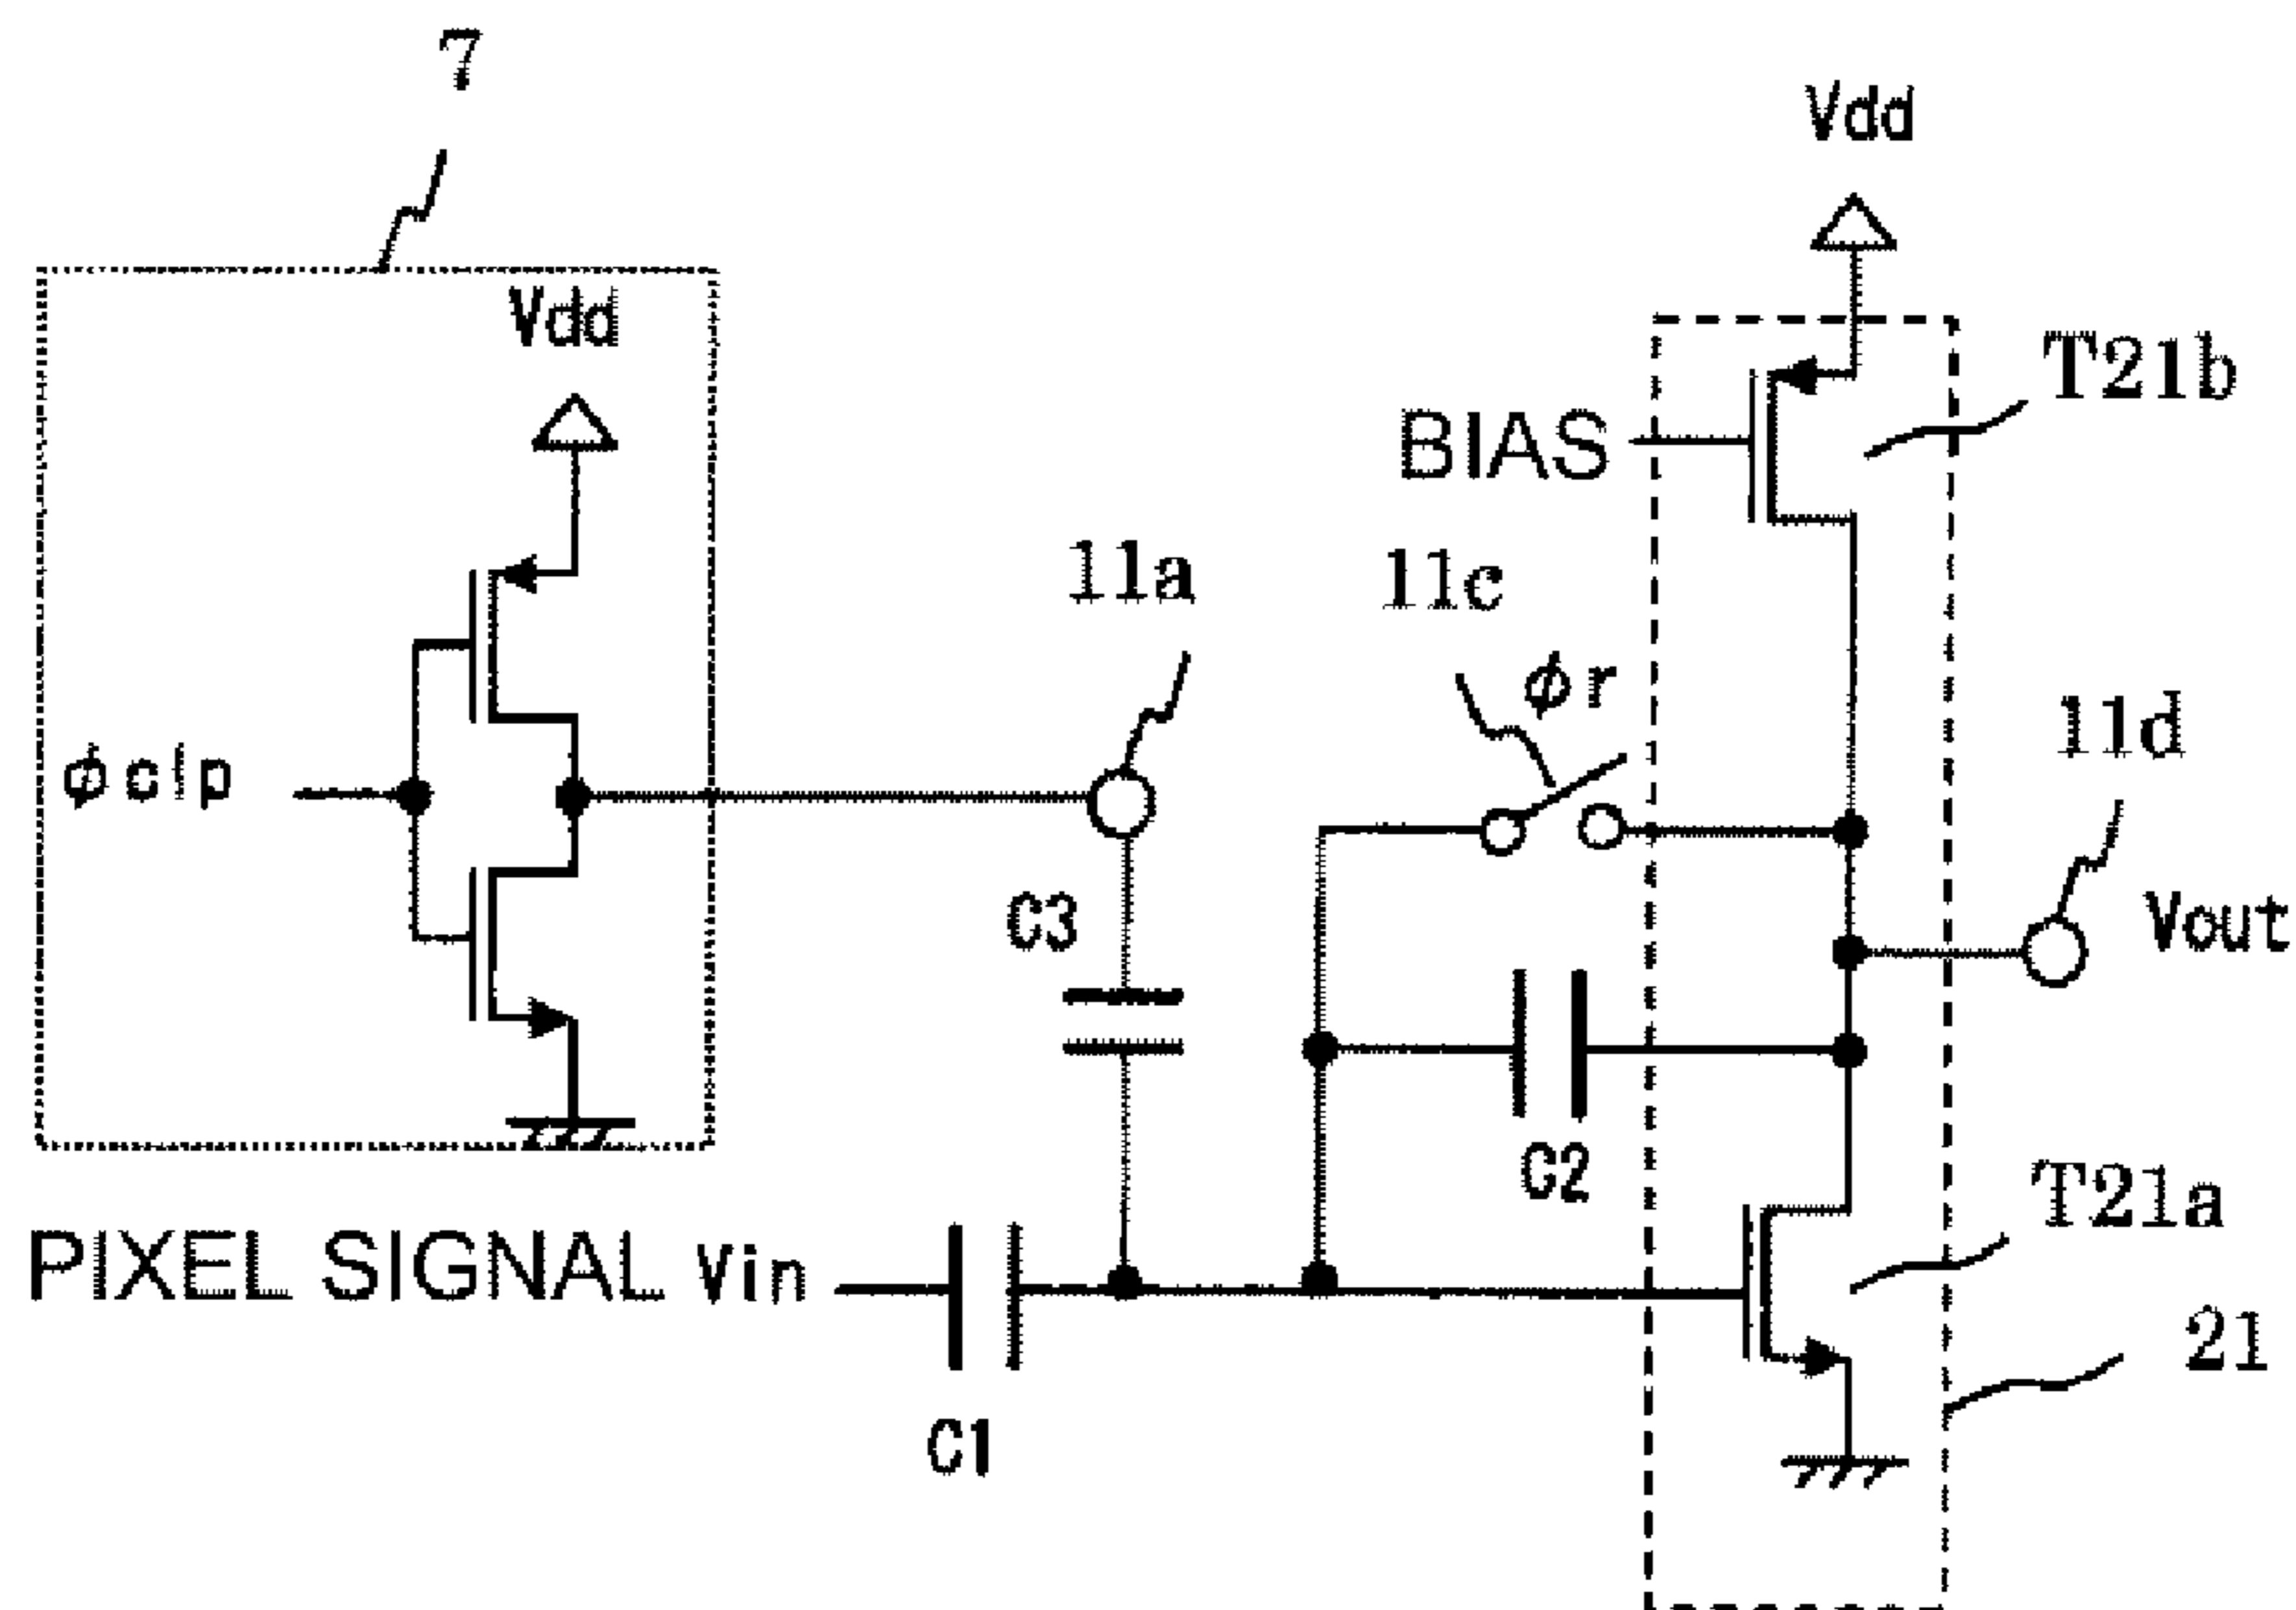 7
Vdd
Vdd
T21b
BIAS
11a
11c
φr
11d
φclp
C3
Vout
C2
T21a
PIXEL SIGNAL Vin
21
C1